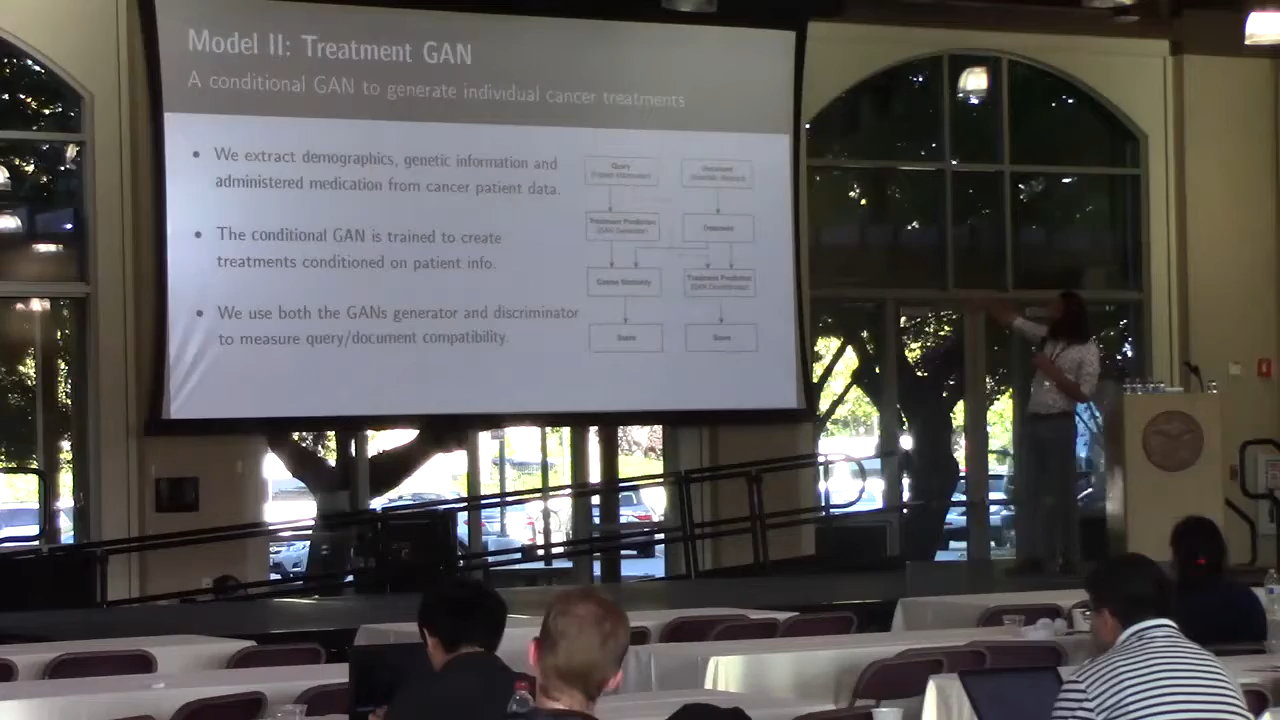 Model II: Treatment GAN
A conditional GAN to generate individual cancer treatments
We extract demographics, genetic information and
administered medication from cancer patient data.
The conditional GAN is trained to create
treatments conditioned on patient info.
We use both the GANs generator and discriminator
to measure query/document compatibility.
Query
Document
Treatment Prediction
Cosine Similarity
Treatment Prediction
Score
Score